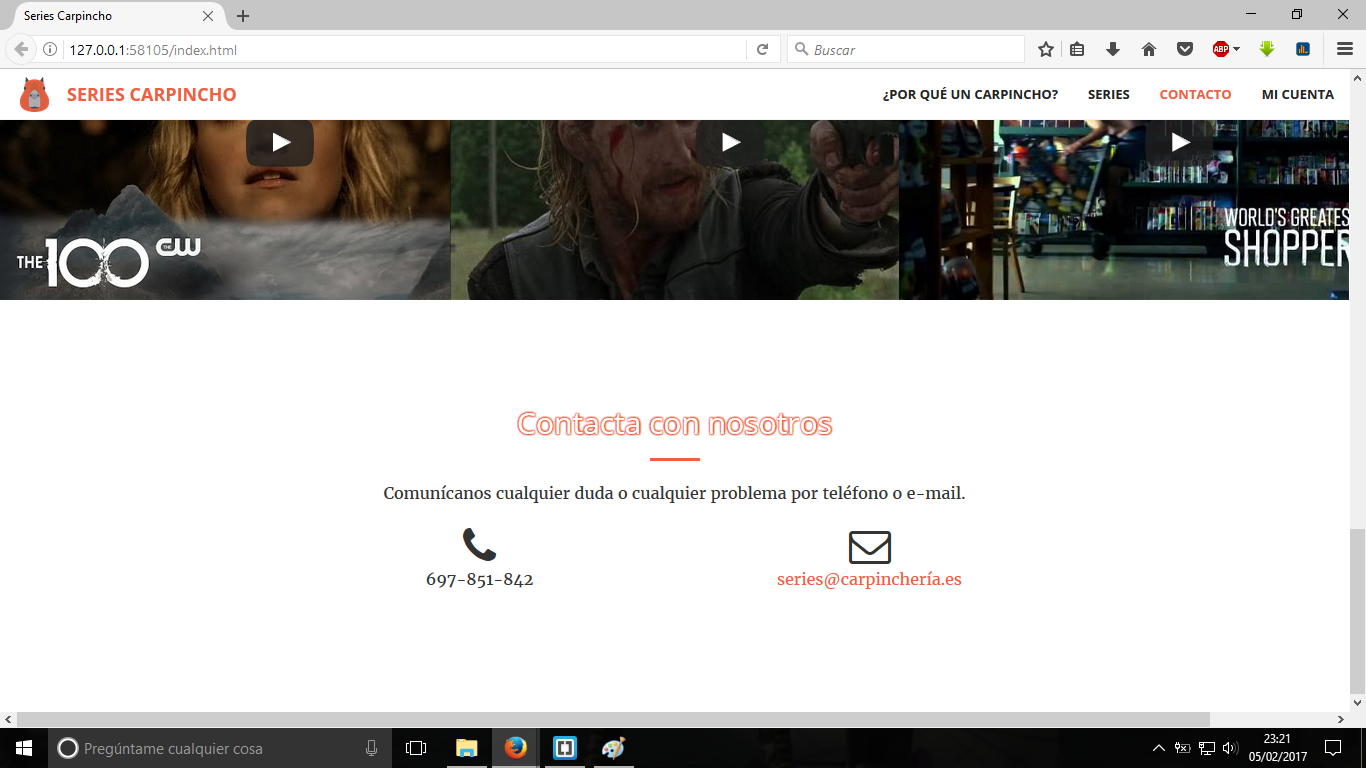 Series Carpincho
127.0.0.1:58105/index.html
Buscar
ABP
SERIES CARPINCHO
¿POR QUÉ UN CARPINCHO?
SERIES
CONTACTO
MI CUENTA
THE 100 THE CW
WORLD'S GREATES
SHOPPER
Contacta con nosotros
Comunícanos cualquier duda o cualquier problema por teléfono o e-mail.
697-851-842
series@carpinchería.es
Pregúntame cualquier cosa
23:21
05/02/2017